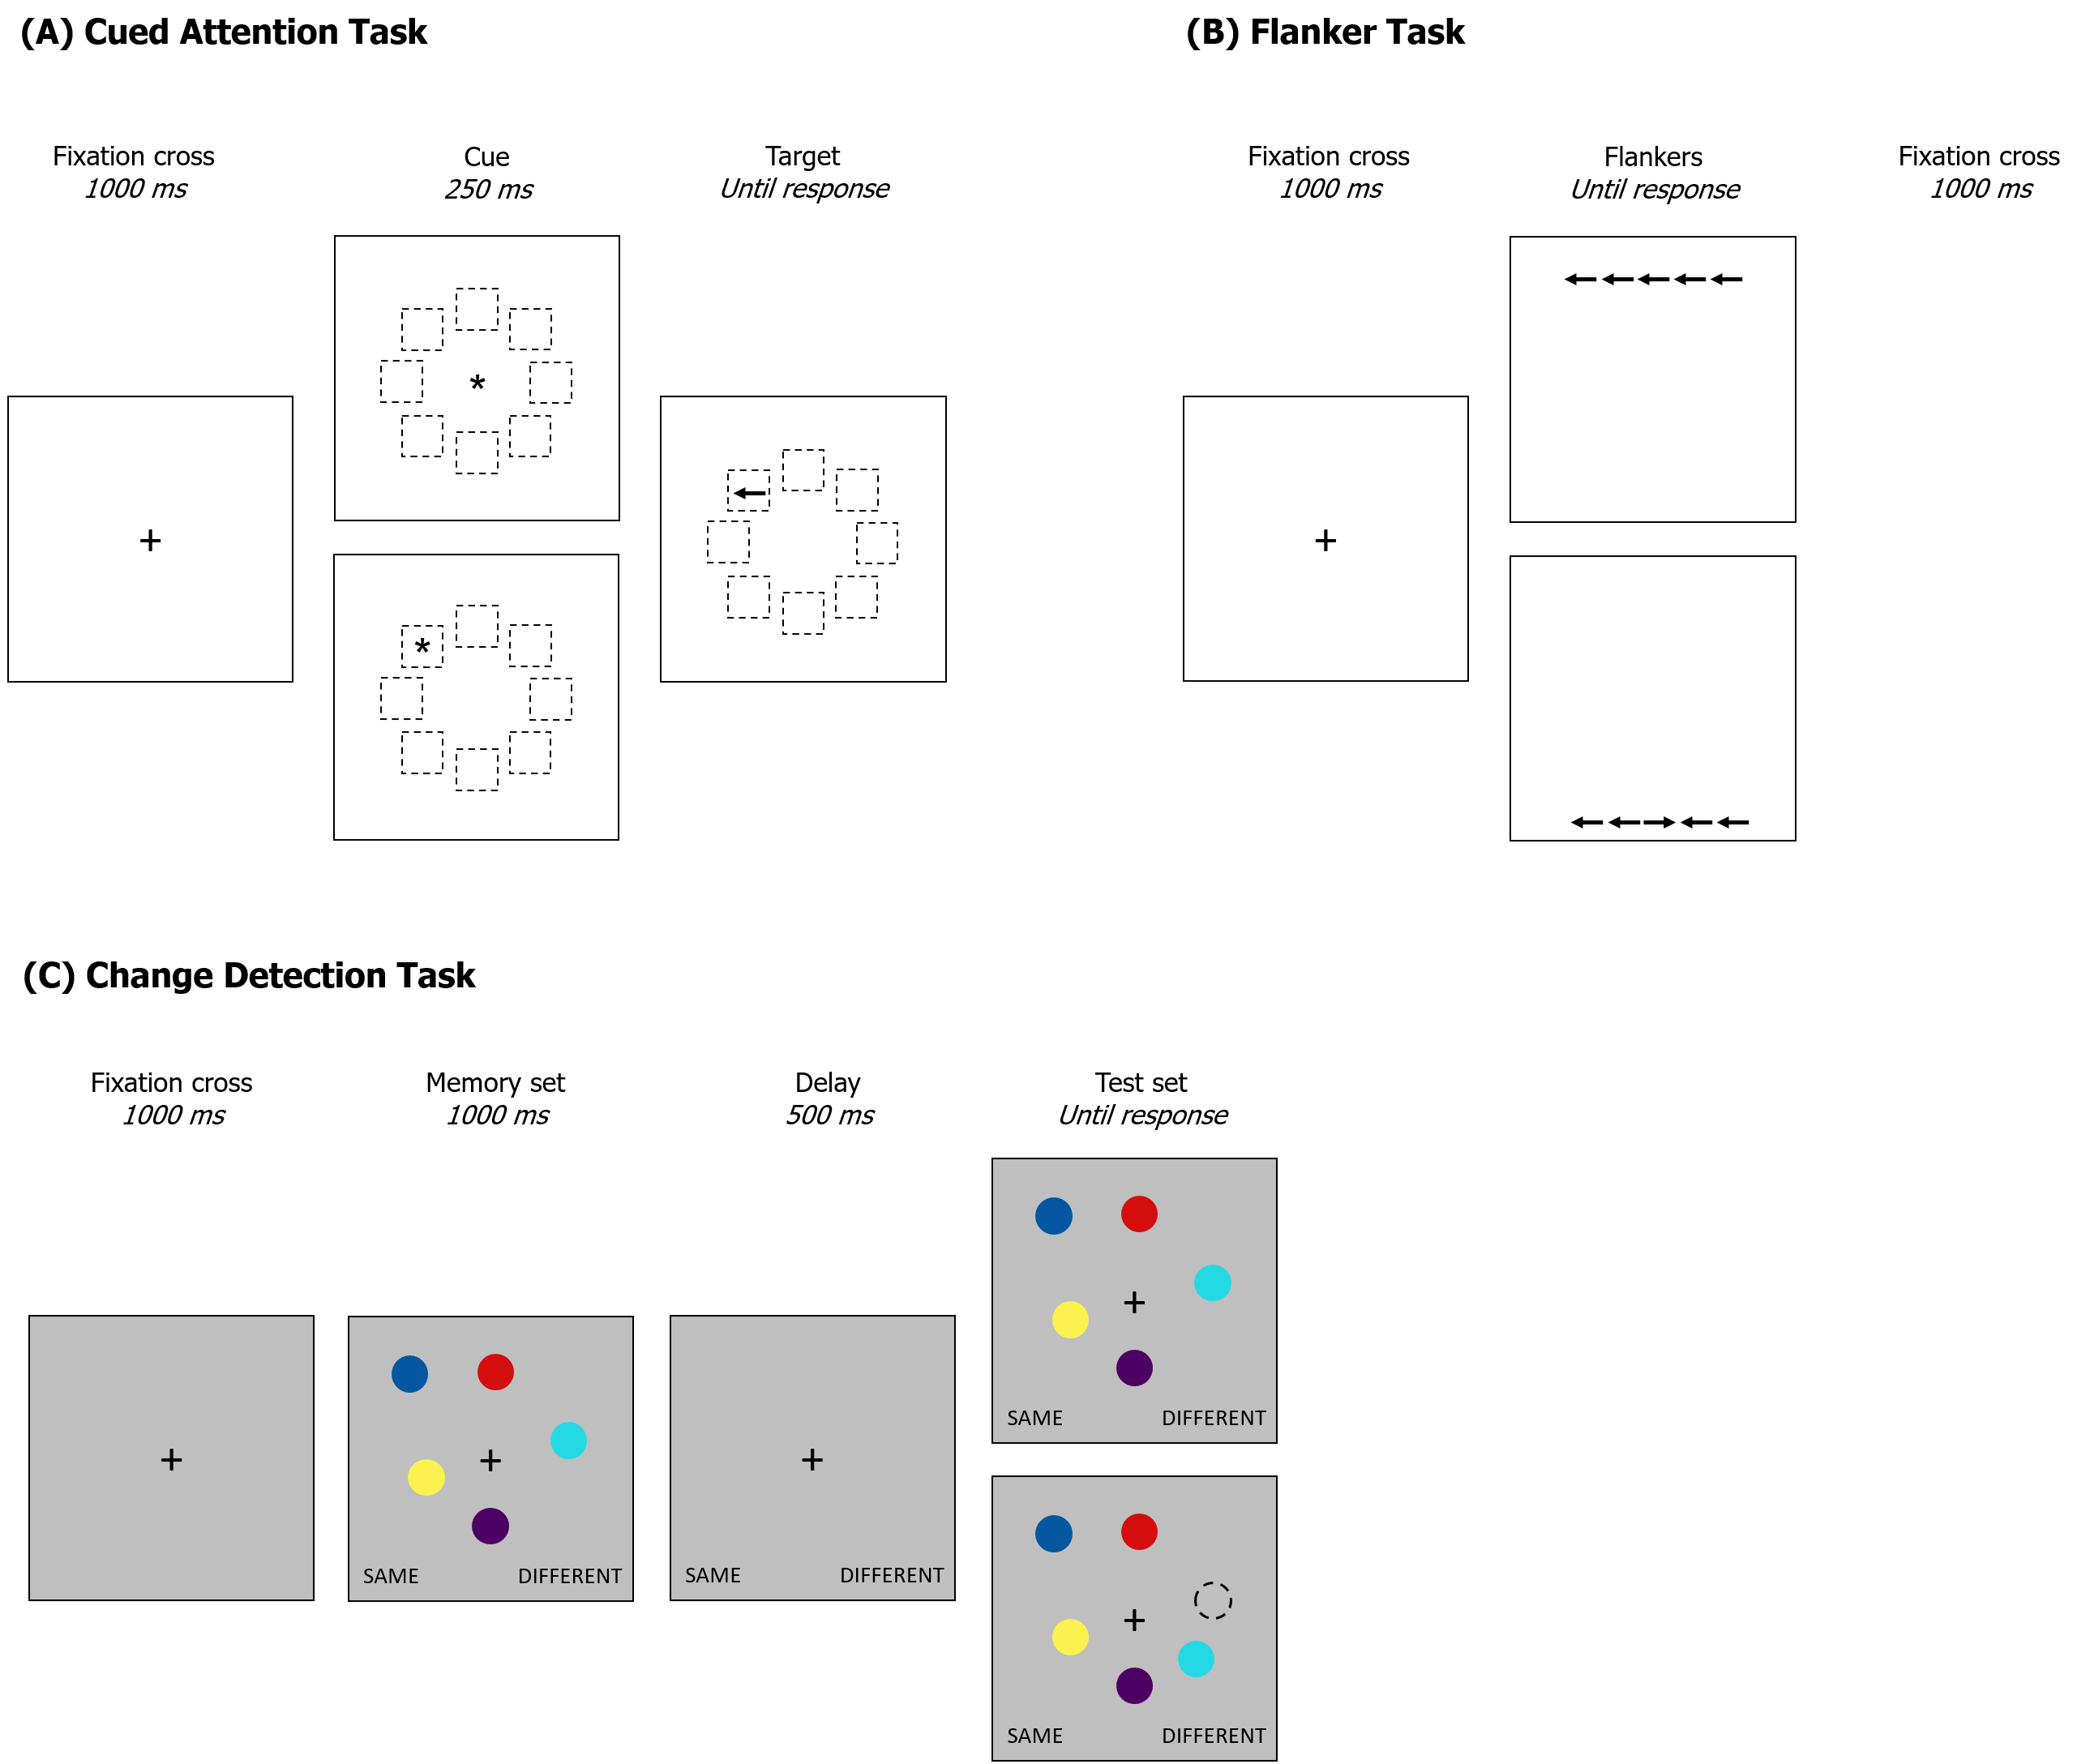 (A) Cued Attention Task
Fixation cross
1000 ms
Cue
250 ms
Target
Until response
+
*
*
(B) Flanker Task
Fixation cross
1000 ms
Flankers
Until response
Fixation cross
1000 ms
+
(C) Change Detection Task
Fixation cross
1000 ms
Memory set
1000 ms
Delay
500 ms
Test set
Until response
+
+
SAME DIFFERENT
+
SAME DIFFERENT
+
SAME DIFFERENT
+
SAME DIFFERENT